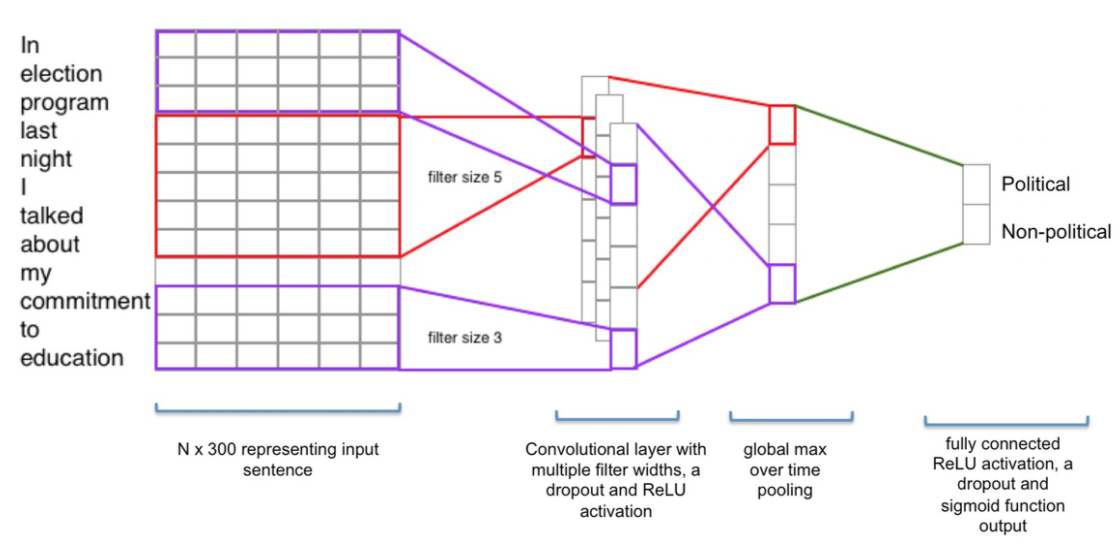 In
election
program
last
night
I
talked
about
my
commitment
to
education
filter size 5
filter size 3
Political
Non-political
N x 300 representing input
sentence
Convolutional layer with
multiple filter widths, a
dropout and ReLU
activation
global max
over time
pooling
fully connected
ReLU activation, a
dropout and
sigmoid function
output